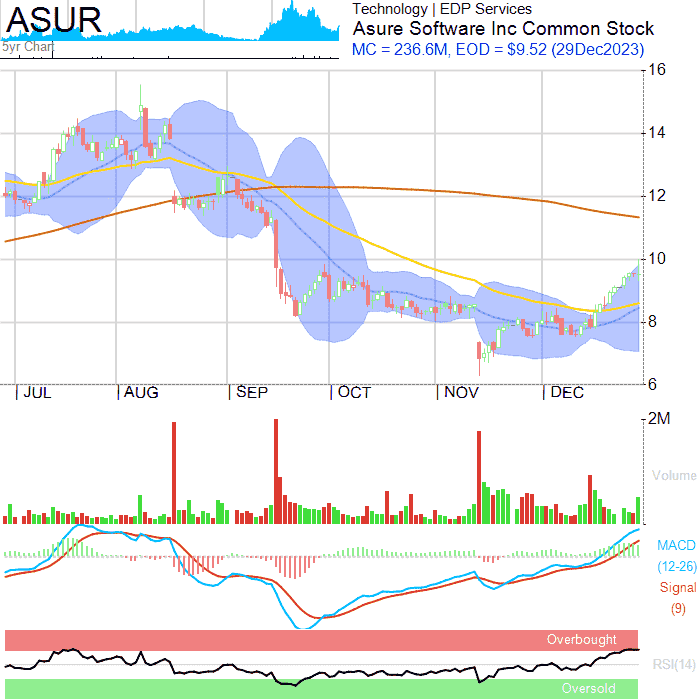 ASUR
5yr Chart
Technology | EDP Services
Asure Software Inc Common Stock
MC = 236.6M, EOD = $9.52 (29Dec2023)
16
14
12
10
8
6
JUL AUG SEP OCT NOV DEC
2M
Volume
MACD
(12-26)
Signal
(9)
Overbought
RSI(14)
Oversold